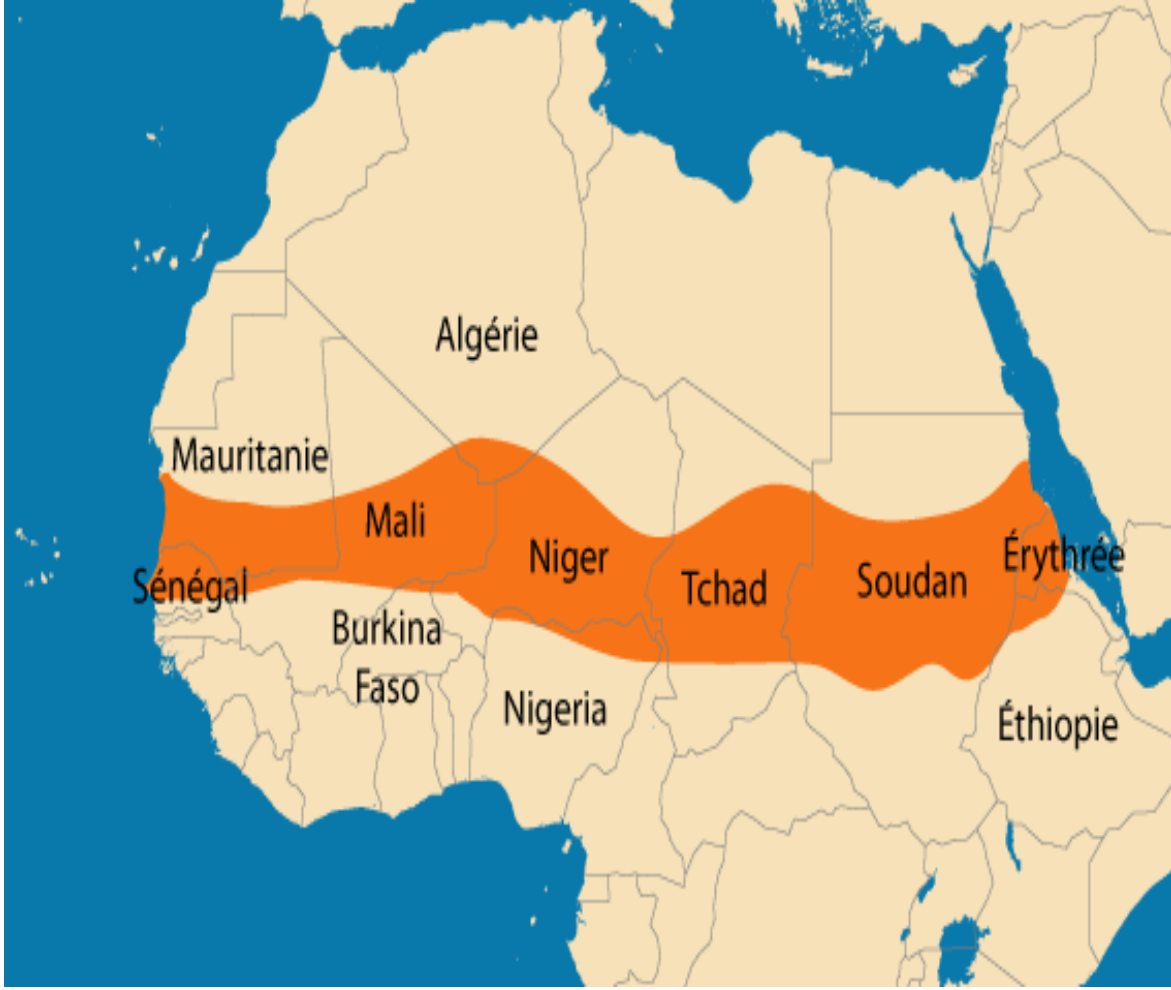 Algérie
Mauritanie
Mali
Niger
Tchad
Soudan
Érythrée
Sénégal
Burkina
Faso
Nigeria
Éthiopie